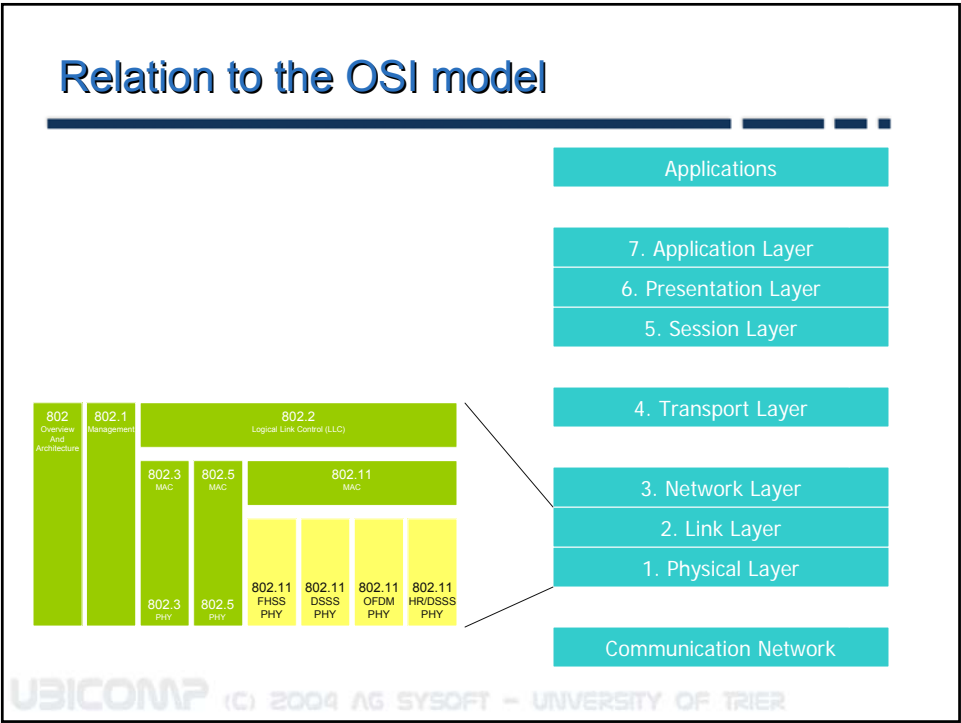 Relation to the OSI model
Applications
7. Application Layer
6. Presentation Layer
5. Session Layer
4. Transport Layer
3. Network Layer
2. Link Layer
1. Physical Layer
Communication Network
802
Overview
And
Architecture
802.1
Management
802.2
Logical Link Control (LLC)
802.3
MAC
802.5
MAC
802.11
MAC
802.3
PHY
802.5
PHY
802.11
FHSS
PHY
802.11
DSSS
PHY
802.11
OFDM
PHY
802.11
HR/DSSS
PHY
UBICOMP (C) 2004 AG SYSOFT – UNIVERSITY OF TRIER